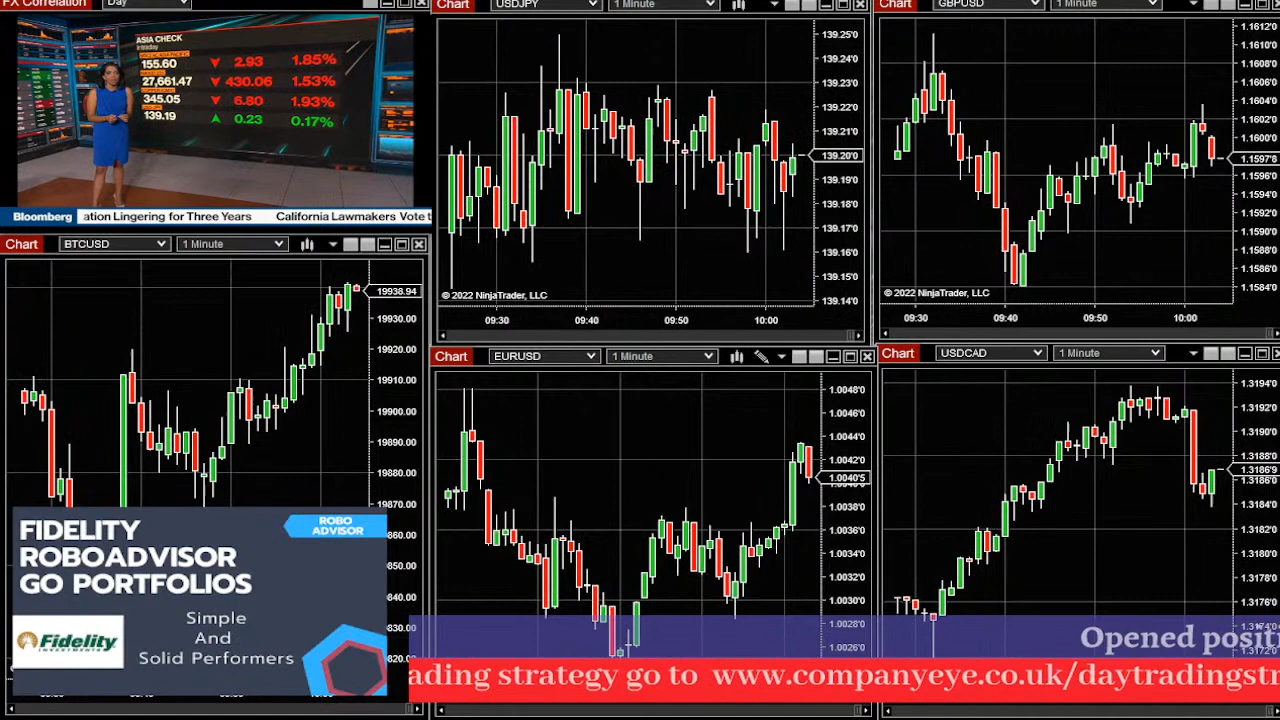 FX Correlation
Day
ASIA CHECK
155.60 2.93 1.85%
27,661.47 430.06 1.53%
345.05 6.80 1.93%
139.19 0.23 0.17%
Bloomberg
ation Lingering for Three Years California Lawmakers Vote t
Chart USDJPY 1 Minute
139.25'0
139.24'0
139.23'0
139.22'0
139.21'0
139.20'0
139.19'0
139.18'0
139.17'0
139.16'0
139.15'0
139.14'0
© 2022 NinjaTrader, LLC
09:30 09:40 09:50 10:00
Chart GBPUSD 1 Minute
1.1612'0
1.1610'0
1.1608'0
1.1606'0
1.1604'0
1.1602'0
1.1597'0
1.1596'0
1.1594'0
1.1592'0
1.1590'0
1.1588'0
1.1586'0
1.1584'0
© 2022 NinjaTrader, LLC
09:30 09:40 09:50 10:00
Chart BTCUSD 1 Minute
19938.94
19930.00
19920.00
19910.00
19900.00
19890.00
19880.00
19870.00
FIDELITY
ROBOADVISOR
GO PORTFOLIOS
ROBO
ADVISOR
Simple
And
Solid Performers
Fidelity
INVESTMENTS
Chart EURUSD 1 Minute
1.0048'0
1.0046'0
1.0044'0
1.0042'0
1.0040'5
1.0036'0
1.0034'0
1.0032'0
1.0030'0
1.0028'0
1.0026'0
Chart USDCAD 1 Minute
1.3194'0
1.3192'0
1.3190'0
1.3188'0
1.3186'9
1.3186'0
1.3184'0
1.3182'0
1.3180'0
1.3178'0
1.3176'0
1.3174'0
1.3172'0
Opened positi
ading strategy go to www.companyeye.co.uk/daytradingstr